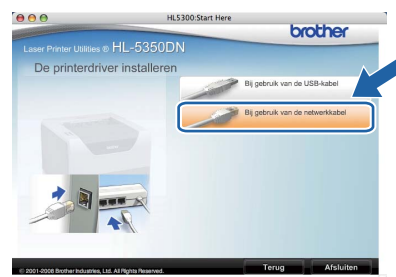 HL5300:Start Here
brother
Laser Printer Utilities ® HL-5350DN
De printerdriver installeren
Bij gebruik van de USB-kabel
Bij gebruik van de netwerkkabel
© 2001-2008 Brother Industries, Ltd. All Rights Reserved.
Terug
Afsluiten